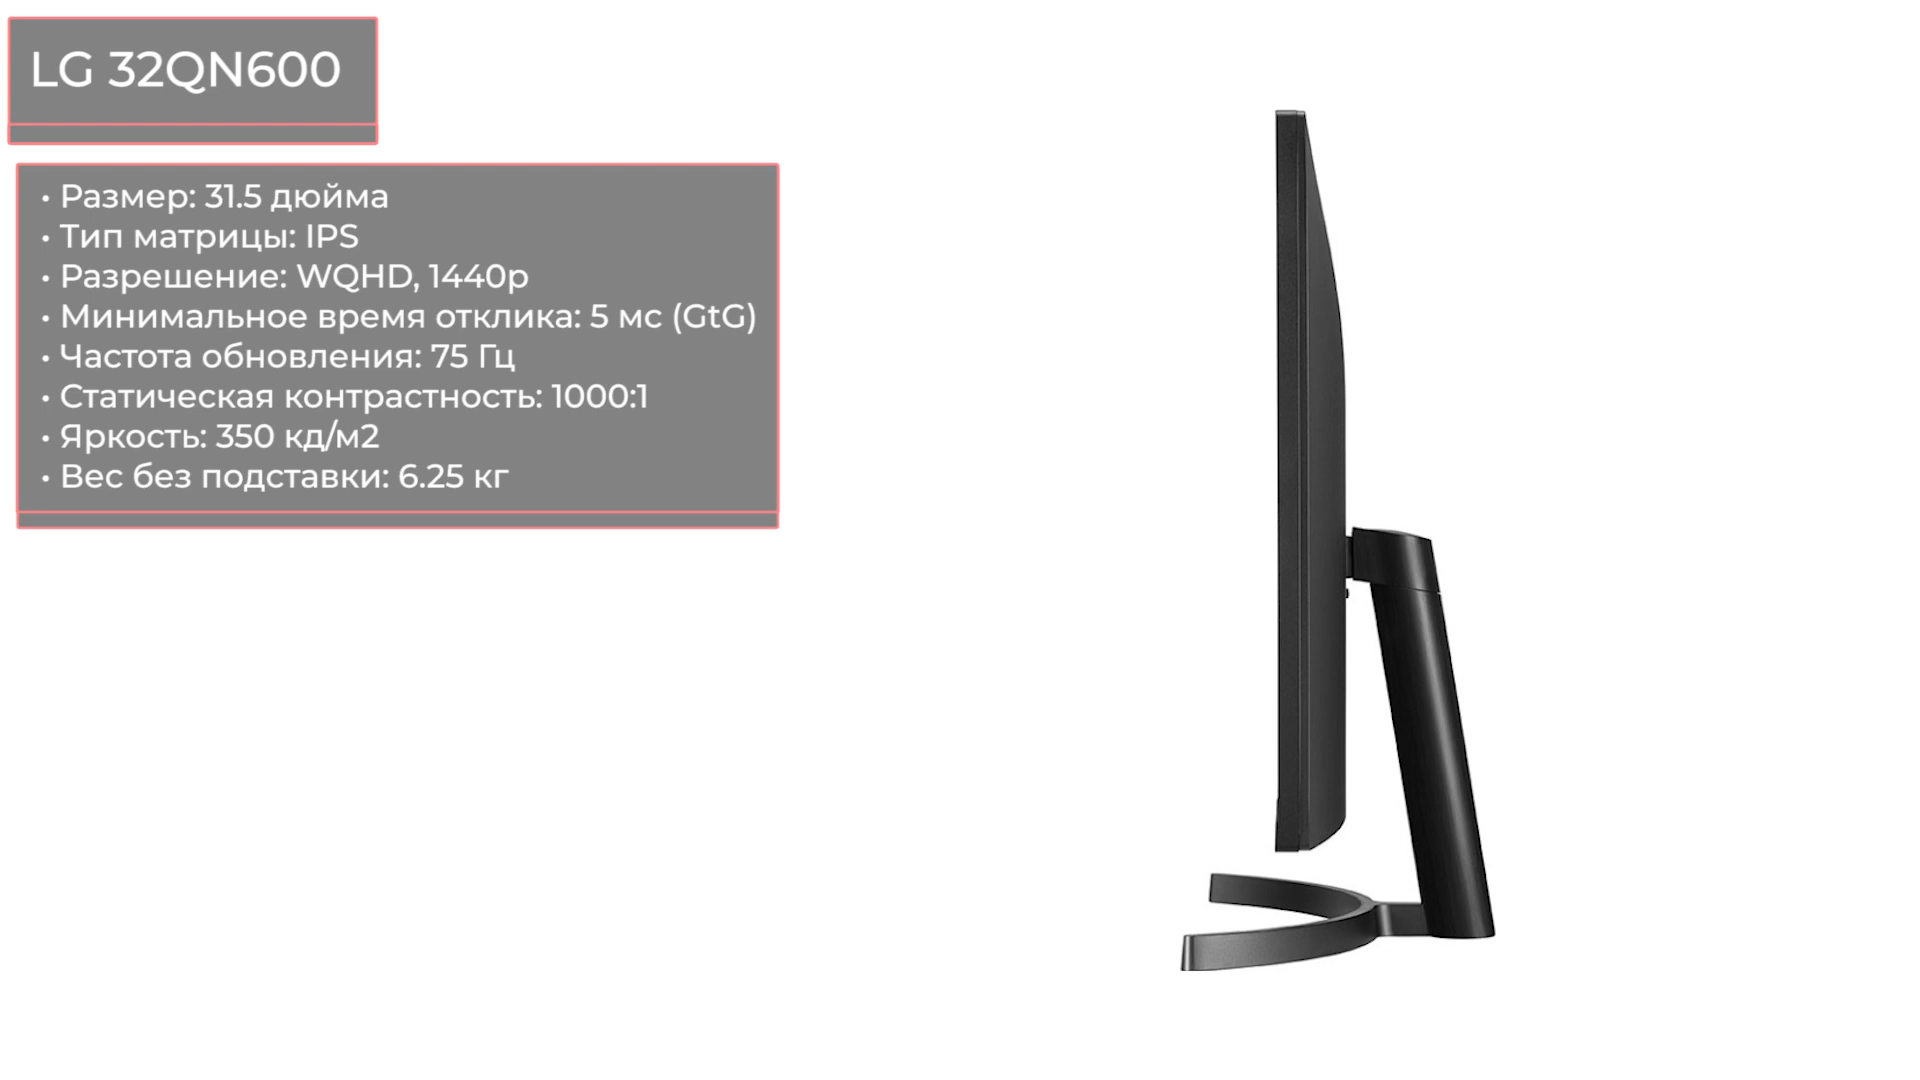 LG 32QN600
• Размер: 31.5 дюйма
• Тип матрицы: IPS
• Разрешение: WQHD, 1440p
• Минимальное время отклика: 5 мс (GtG)
• Частота обновления: 75 Гц
• Статическая контрастность: 1000:1
• Яркость: 350 кд/м2
• Вес без подставки: 6.25 кг